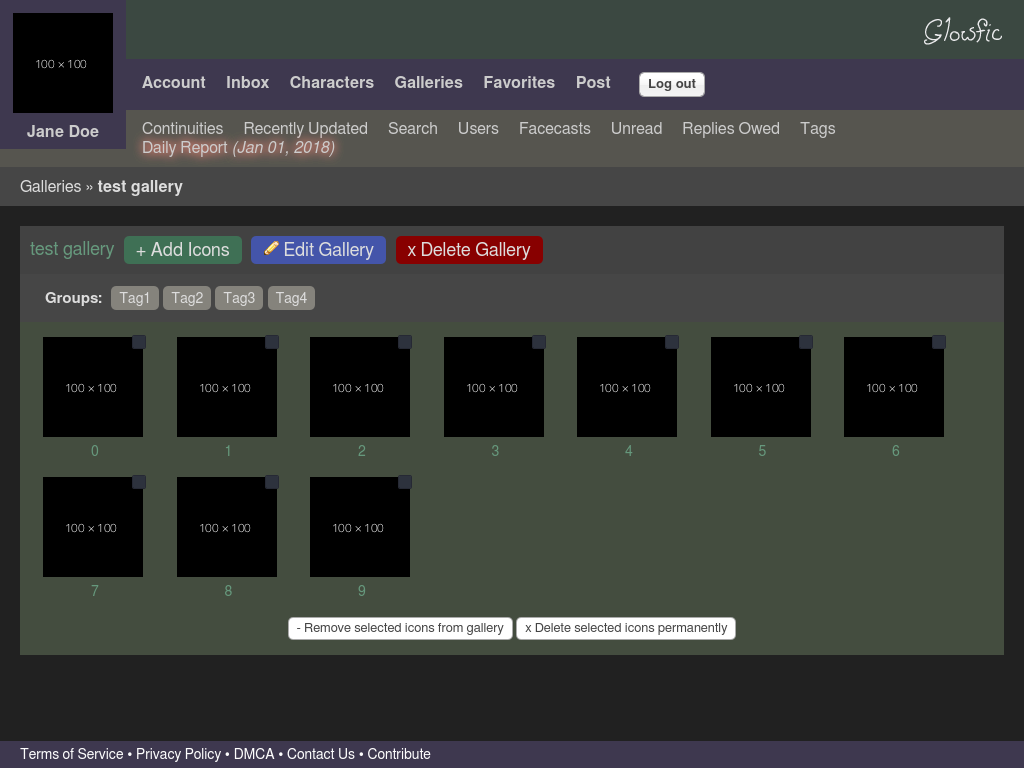 Glowfic
100 × 100
Jane Doe
Account Inbox Characters Galleries Favorites Post Log out
Continuities Recently Updated Search Users Facecasts Unread Replies Owed Tags
Daily Report (Jan 01, 2018)
Galleries » test gallery
test gallery + Add Icons Edit Gallery x Delete Gallery
Groups: Tag1 Tag2 Tag3 Tag4
100 × 100 100 × 100 100 × 100 100 × 100 100 × 100 100 × 100 100 × 100
0 1 2 3 4 5 6
100 × 100 100 × 100 100 × 100
7 8 9
- Remove selected icons from gallery x Delete selected icons permanently
Terms of Service • Privacy Policy • DMCA • Contact Us • Contribute